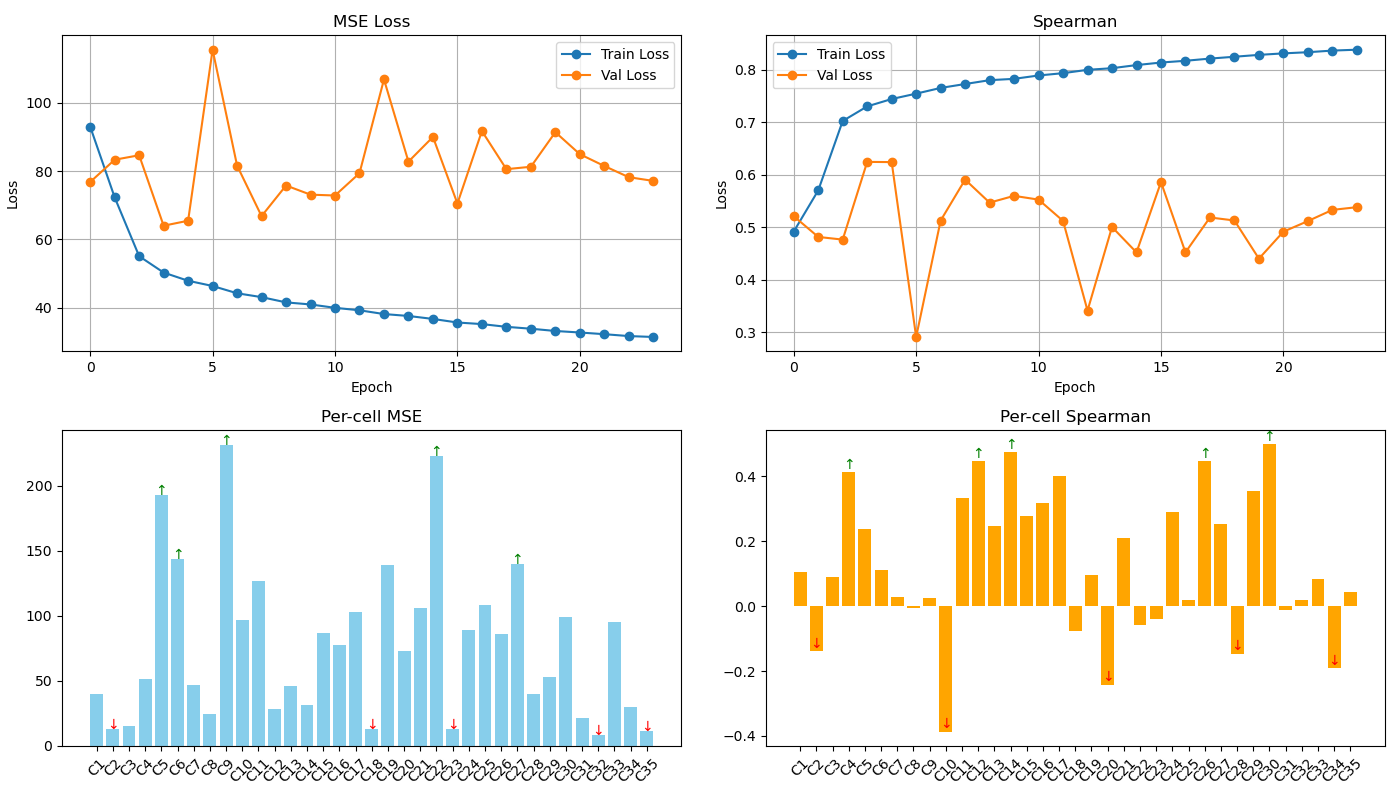 MSE Loss
Train Loss
Val Loss
100
80
60
40
Loss
0 5 10 15 20
Epoch
Spearman
Train Loss
Val Loss
0.8
0.7
0.6
0.5
0.4
0.3
Loss
0 5 10 15 20
Epoch
Per-cell MSE
200
150
100
50
0
↑ ↑ ↑ ↑ ↑
↓ ↓ ↓ ↓ ↓
C1 C2 C3 C4 C5 C6 C7 C8 C9 C10 C11 C12 C13 C14 C15 C16 C17 C18 C19 C20 C21 C22 C23 C24 C25 C26 C27 C28 C29 C30 C31 C32 C33 C34 C35
Per-cell Spearman
0.4
0.2
0.0
−0.2
−0.4
↑ ↑ ↑ ↑ ↑
↓ ↓ ↓ ↓ ↓
C1 C2 C3 C4 C5 C6 C7 C8 C9 C10 C11 C12 C13 C14 C15 C16 C17 C18 C19 C20 C21 C22 C23 C24 C25 C26 C27 C28 C29 C30 C31 C32 C33 C34 C35